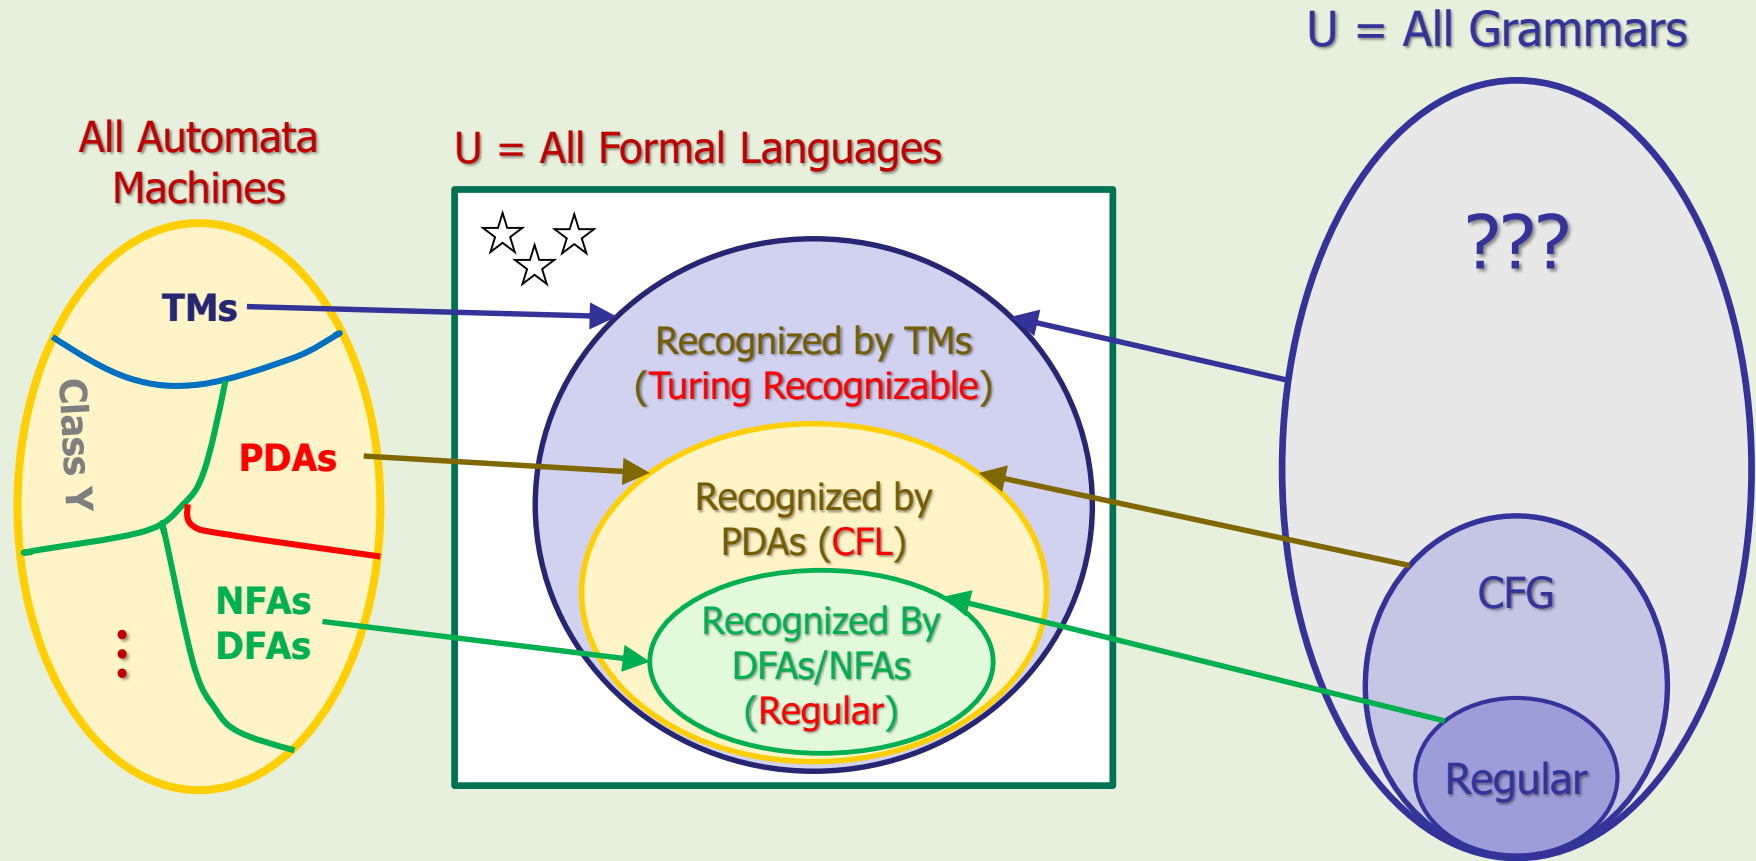 U = All Grammars
All Automata
Machines
U = All Formal Languages
TMs
Class Y
PDAs
NFAs
DFAs
...
Recognized by TMs
(Turing Recognizable)
Recognized by
PDAs (CFL)
Recognized By
DFAs/NFAs
(Regular)
???
CFG
Regular